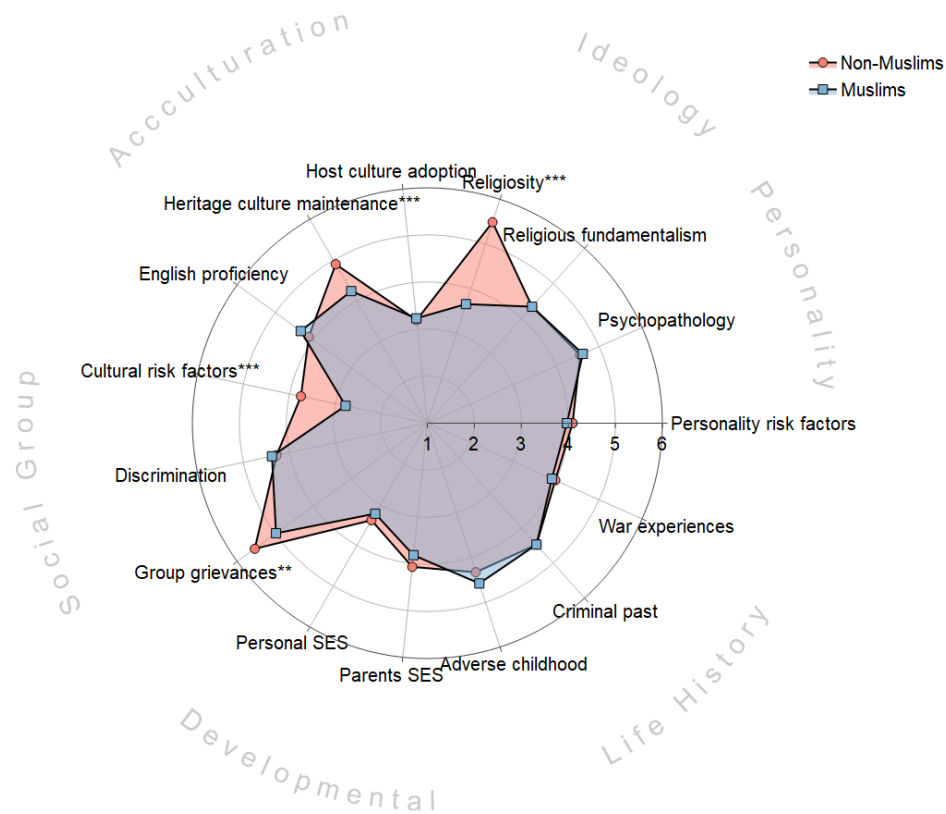 Accculturation
Ideology
Non-Muslims
Muslims
Personality
Host culture adoption
Religiosity***
Heritage culture maintenance***
Religious fundamentalism
English proficiency
Psychopathology
Cultural risk factors***
Personality risk factors
1 2 3 4 5 6
1
Social Group
Discrimination
War experiences
Group grievances**
Criminal past
Personal SES
Adverse childhood
Parents SES
Life History
Developmental